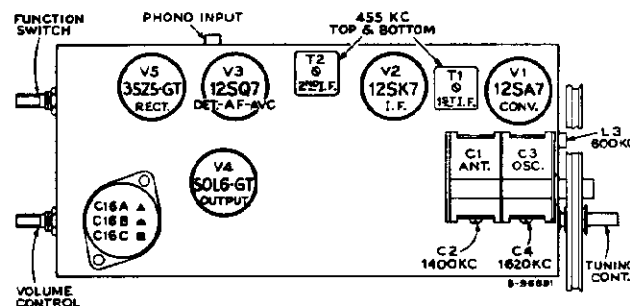 FUNCTION
SWITCH
PHONO INPUT
455 KC
TOP & BOTTOM
V5
35Z5-GT
RECT.
V3
12SQ7
DET-AF-AVC
T2
2ND I.F.
V2
12SK7
I.F.
T1
1ST I.F.
V1
12SA7
CONV.
L3
600KC
C1
ANT.
C3
OSC.
V4
50L6-GT
OUTPUT
C16A ▲
C16B
C16C ■
C2
1400KC
C4
1620KC
TUNING
CONT.
VOLUME
CONTROL